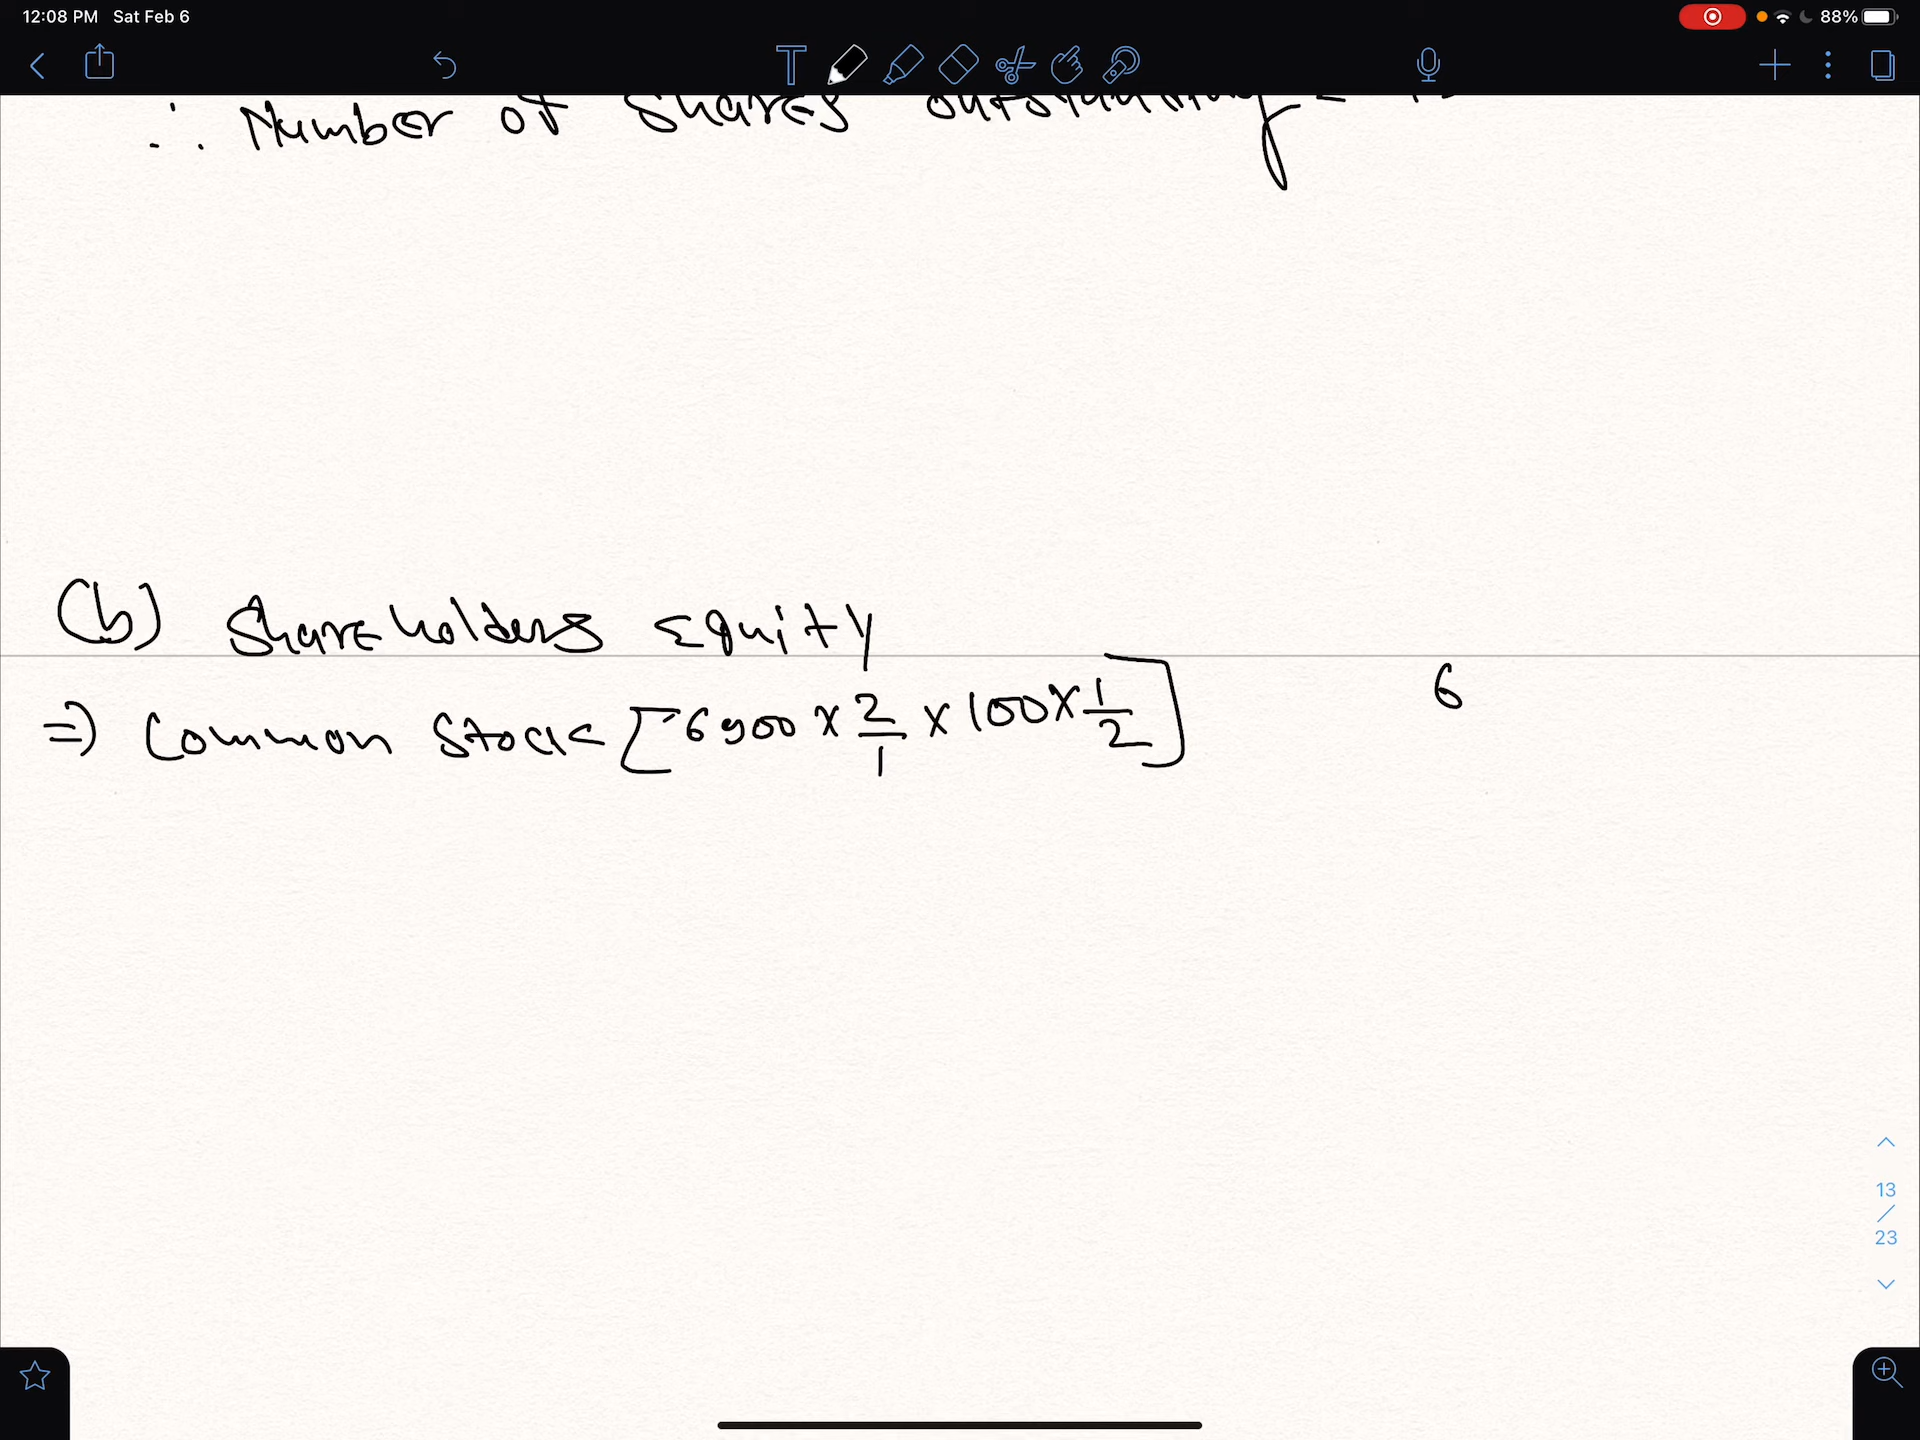 12:08 PM Sat Feb 6
88%
T
∴ Number of Shares outstanding =
(b) Shareholders Equity
=) Common Stock [6900 x 2/1 x 100 x 1/2] 6
13
/
23